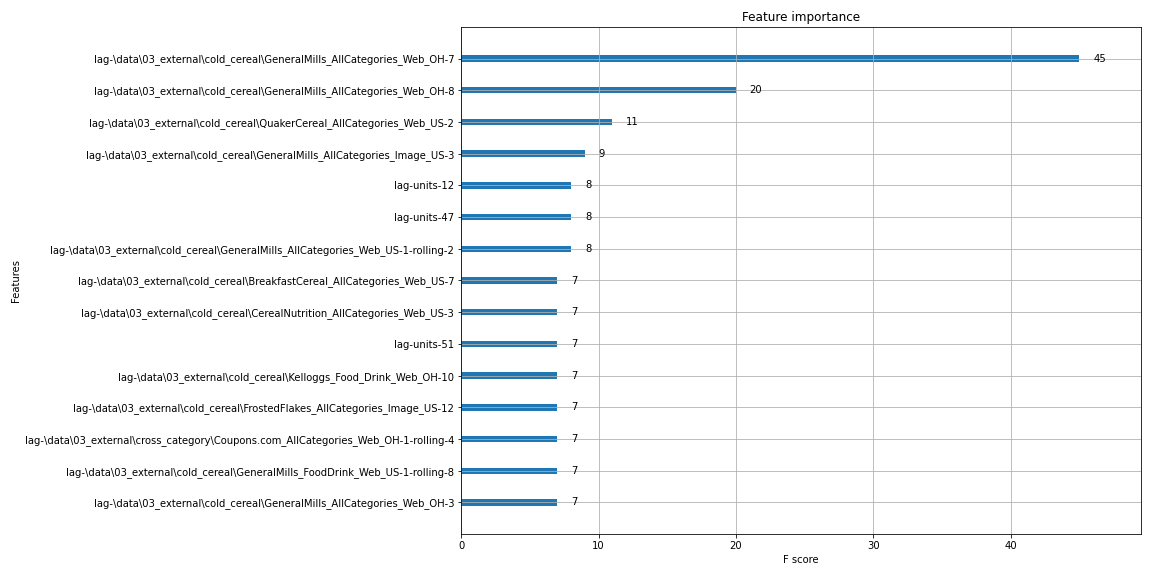 Feature importance
lag-\data\03_external\cold_cereal\GeneralMills_AllCategories_Web_OH-7 45
lag-\data\03_external\cold_cereal\GeneralMills_AllCategories_Web_OH-8 20
lag-\data\03_external\cold_cereal\QuakerCereal_AllCategories_Web_US-2 11
lag-\data\03_external\cold_cereal\GeneralMills_AllCategories_Image_US-3 9
lag-units-12 8
lag-units-47 8
lag-\data\03_external\cold_cereal\GeneralMills_AllCategories_Web_US-1-rolling-2 8
lag-\data\03_external\cold_cereal\BreakfastCereal_AllCategories_Web_US-7 7
lag-\data\03_external\cold_cereal\CerealNutrition_AllCategories_Web_US-3 7
lag-units-51 7
lag-\data\03_external\cold_cereal\Kelloggs_Food_Drink_Web_OH-10 7
lag-\data\03_external\cold_cereal\FrostedFlakes_AllCategories_Image_US-12 7
lag-\data\03_external\cross_category\Coupons.com_AllCategories_Web_OH-1-rolling-4 7
lag-\data\03_external\cold_cereal\GeneralMills_FoodDrink_Web_US-1-rolling-8 7
lag-\data\03_external\cold_cereal\GeneralMills_AllCategories_Web_OH-3 7
Features
0 10 20 30 40
F score